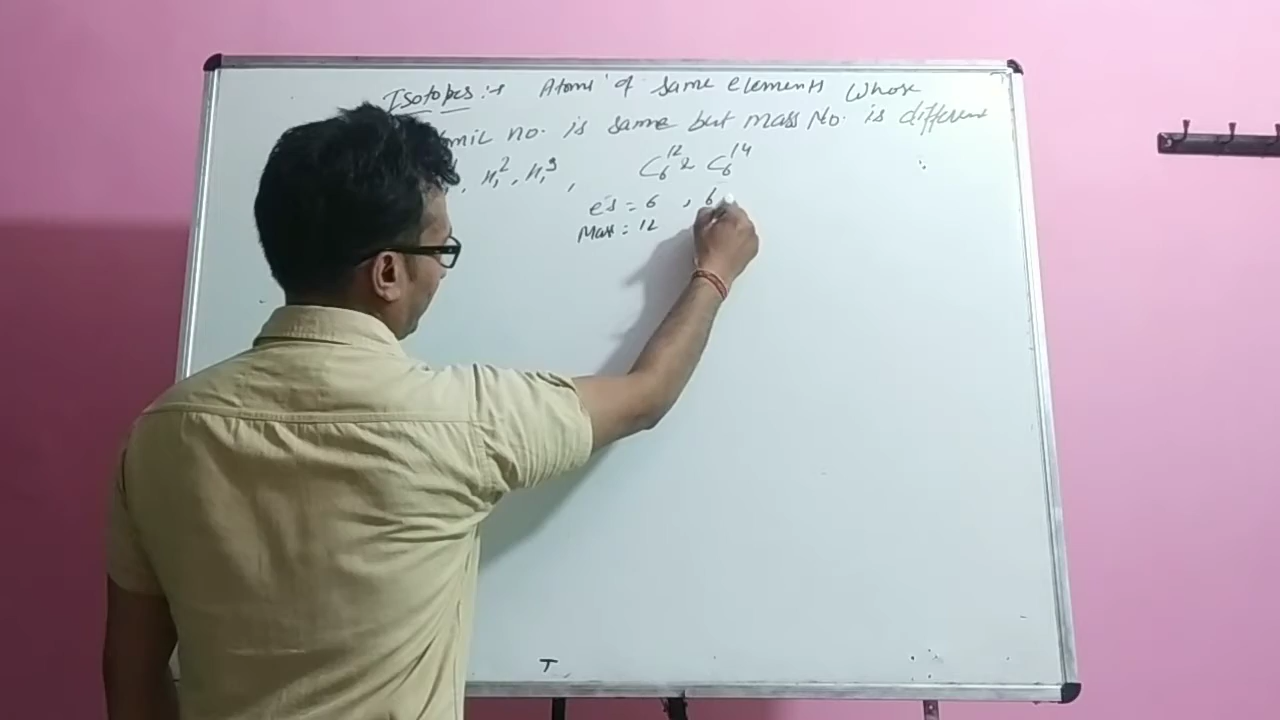 Isotopes:→ Atoms of same elements whose
mic no. is same but mass No. is different
, H₁², H₁³, C₆¹² & C₆¹⁴
e's = 6 , 6
Mass = 12
T